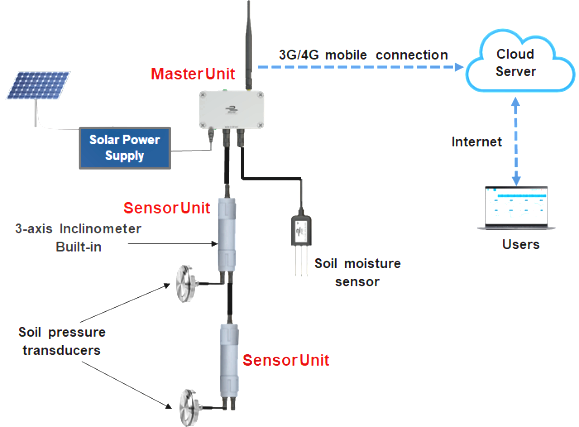 3G/4G mobile connection
Cloud
Server
Master Unit
Solar Power
Supply
Internet
Sensor Unit
3-axis Inclinometer
Built-in
Users
Soil moisture
sensor
Soil pressure
transducers
Sensor Unit